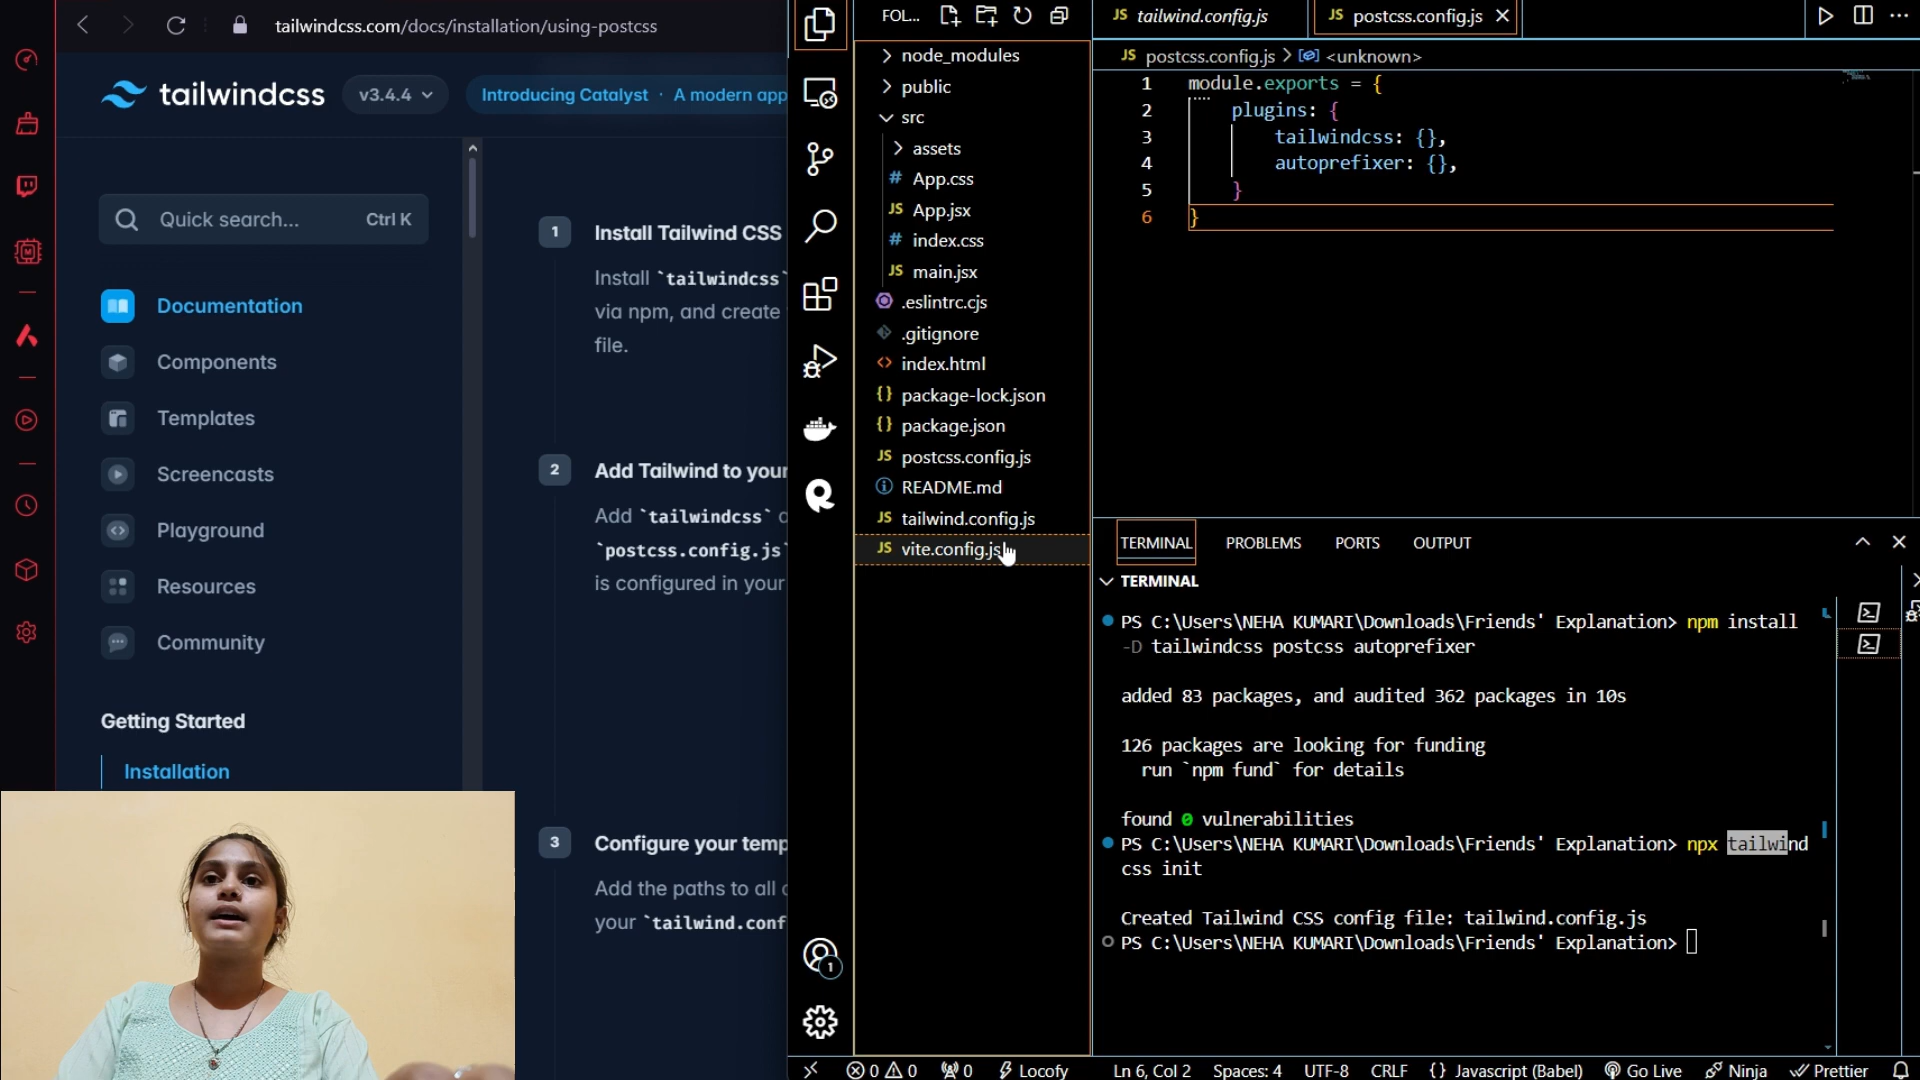 tailwindcss.com/docs/installation/using-postcss
tailwindcss
v3.4.4
Introducing Catalyst · A modern app
Quick search...
Ctrl K
Documentation
Components
Templates
Screencasts
Playground
Resources
Community
Getting Started
Installation
1
Install Tailwind CSS
Install `tailwindcss`
via npm, and create
file.
2
Add Tailwind to your
Add `tailwindcss`
`postcss.config.js`
is configured in your
3
Configure your temp
Add the paths to all
your `tailwind.conf
1
FOL...
node_modules
public
src
assets
# App.css
JS App.jsx
# index.css
JS main.jsx
.eslintrc.cjs
.gitignore
<> index.html
{} package-lock.json
{} package.json
JS postcss.config.js
README.md
JS tailwind.config.js
JS vite.config.js
JS tailwind.config.js
JS postcss.config.js
JS postcss.config.js > <unknown>
1 module.exports = {
2 plugins: {
3 tailwindcss: {},
4 autoprefixer: {},
5 }
6 }
TERMINAL
PROBLEMS
PORTS
OUTPUT
TERMINAL
PS C:\Users\NEHA KUMARI\Downloads\Friends' Explanation> npm install
-D tailwindcss postcss autoprefixer
added 83 packages, and audited 362 packages in 10s
126 packages are looking for funding
run `npm fund` for details
found 0 vulnerabilities
PS C:\Users\NEHA KUMARI\Downloads\Friends' Explanation> npx tailwind
css init
Created Tailwind CSS config file: tailwind.config.js
PS C:\Users\NEHA KUMARI\Downloads\Friends' Explanation>
0 0
0
Locofy
Ln 6, Col 2
Spaces: 4
UTF-8
CRLF
{} Javascript (Babel)
Go Live
Ninja
Prettier